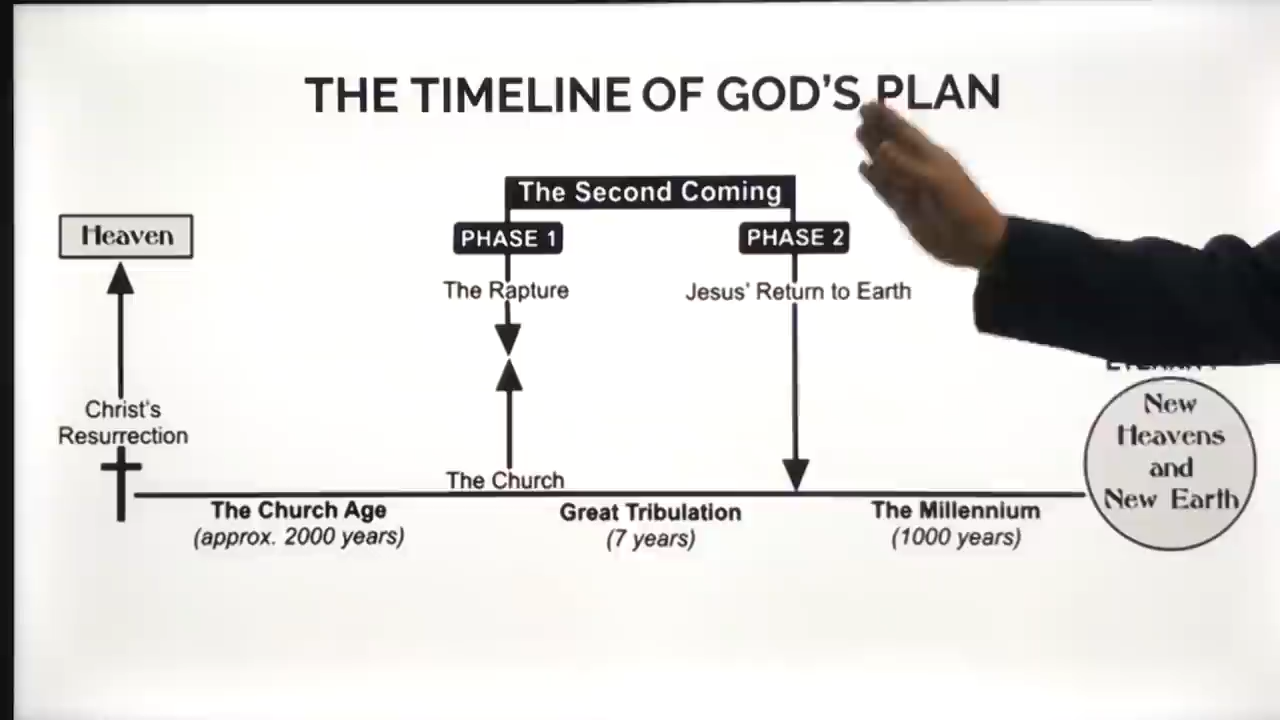 THE TIMELINE OF GOD'S PLAN
The Second Coming
Heaven
PHASE 1
PHASE 2
The Rapture
Jesus' Return to Earth
Christ's
Resurrection
The Church
New
Heavens
and
New Earth
The Church Age
(approx. 2000 years)
Great Tribulation
(7 years)
The Millennium
(1000 years)